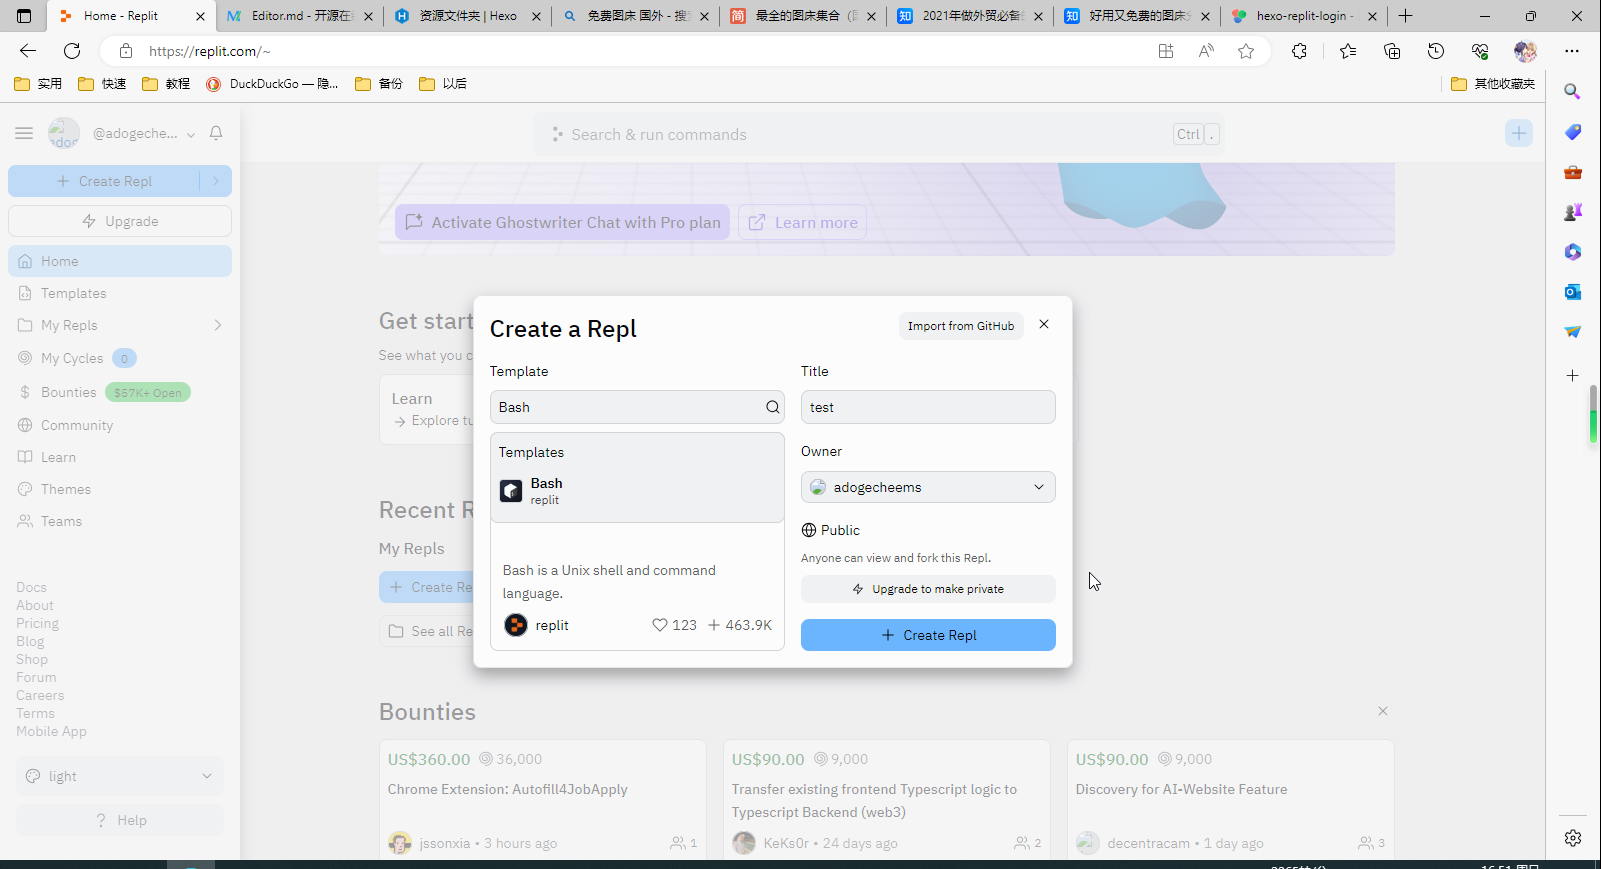 Home - Replit
Editor.md - 开源在
资源文件夹 | Hexo
免费图床 国外 - 搜
最全的图床集合
2021年做外贸必备
好用又免费的图床
hexo-replit-login -
https://replit.com/~
实用
快速
教程
DuckDuckGo — 隐...
备份
以后
其他收藏夹
@adogeche...
Search & run commands
Ctrl .
Create Repl
Upgrade
Activate Ghostwriter Chat with Pro plan
Learn more
Home
Templates
My Repls
My Cycles 0
Bounties $57K+ Open
Community
Learn
Themes
Teams
Docs
About
Pricing
Blog
Shop
Forum
Careers
Terms
Mobile App
light
Help
Get start
See what you c
Learn
Explore tu
Recent R
My Repls
Create Re
See all Re
Create a Repl
Import from GitHub
Template
Bash
Templates
Bash
replit
Bash is a Unix shell and command
language.
replit 123 463.9K
Title
test
Owner
adogecheems
Public
Anyone can view and fork this Repl.
Upgrade to make private
Create Repl
Bounties
US$360.00 36,000
Chrome Extension: Autofill4JobApply
jssonxia • 3 hours ago 1
US$90.00 9,000
Transfer existing frontend Typescript logic to
Typescript Backend (web3)
KeKs0r • 24 days ago 2
US$90.00 9,000
Discovery for AI-Website Feature
decentracam • 1 day ago 3